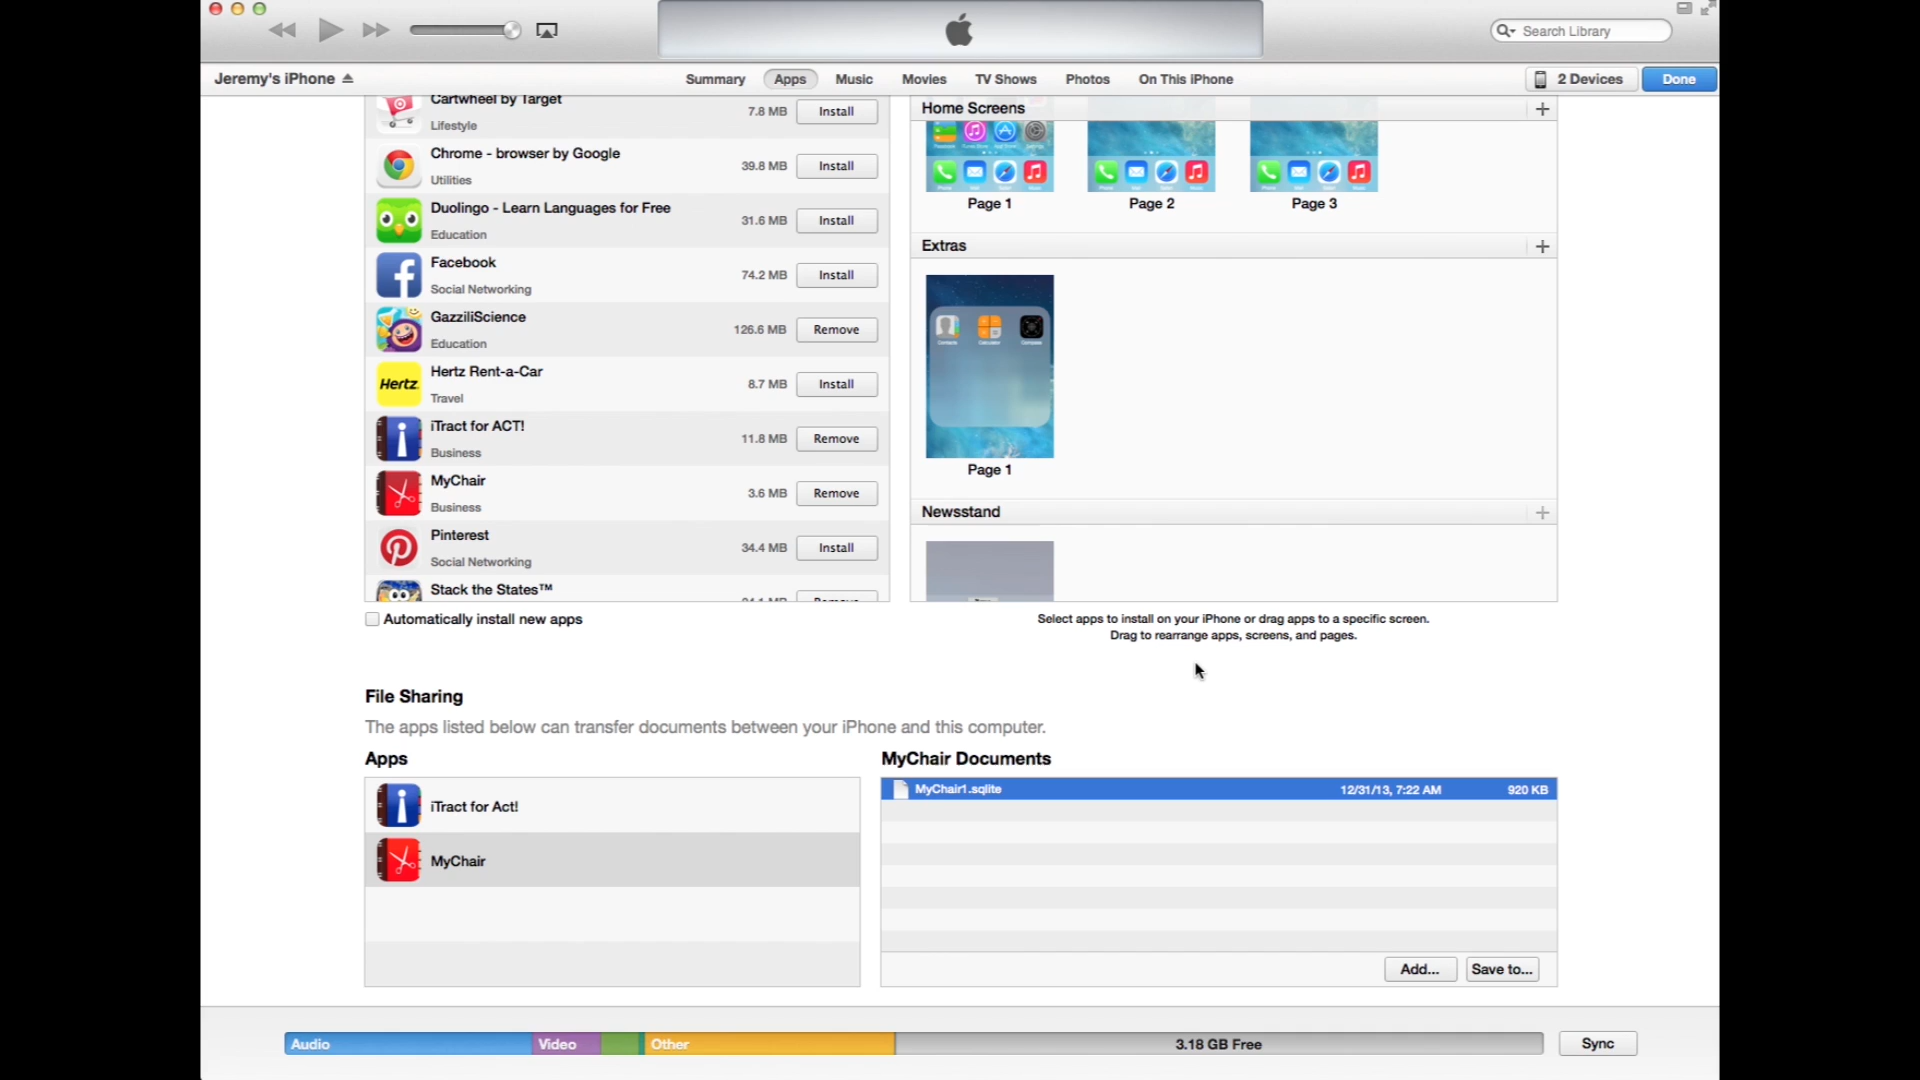 Search Library
Jeremy's iPhone
Summary
Apps
Music
Movies
TV Shows
Photos
On This iPhone
2 Devices
Done
Cartwheel by Target
Lifestyle
7.8 MB
Install
Chrome - browser by Google
Utilities
39.8 MB
Install
Duolingo - Learn Languages for Free
Education
31.6 MB
Install
Facebook
Social Networking
74.2 MB
Install
GazziliScience
Education
126.6 MB
Remove
Hertz
Hertz Rent-a-Car
Travel
8.7 MB
Install
iTract for ACT!
Business
11.8 MB
Remove
MyChair
Business
3.6 MB
Remove
Pinterest
Social Networking
34.4 MB
Install
Stack the States™
Remove
Automatically install new apps
Home Screens
Page 1
Page 2
Page 3
Extras
Contacts
Calculator
Compass
Page 1
Newsstand
Select apps to install on your iPhone or drag apps to a specific screen.
Drag to rearrange apps, screens, and pages.
File Sharing
The apps listed below can transfer documents between your iPhone and this computer.
Apps
iTract for Act!
MyChair
MyChair Documents
MyChair1.sqlite
12/31/13, 7:22 AM
920 KB
Add...
Save to...
Audio
Video
Other
3.18 GB Free
Sync